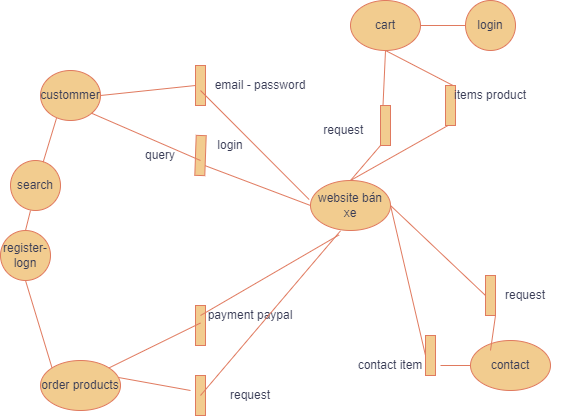 cart
login
custommer
email - password
items product
request
login
query
search
website bán
xe
register-
logn
request
payment paypal
contact item
contact
order products
request